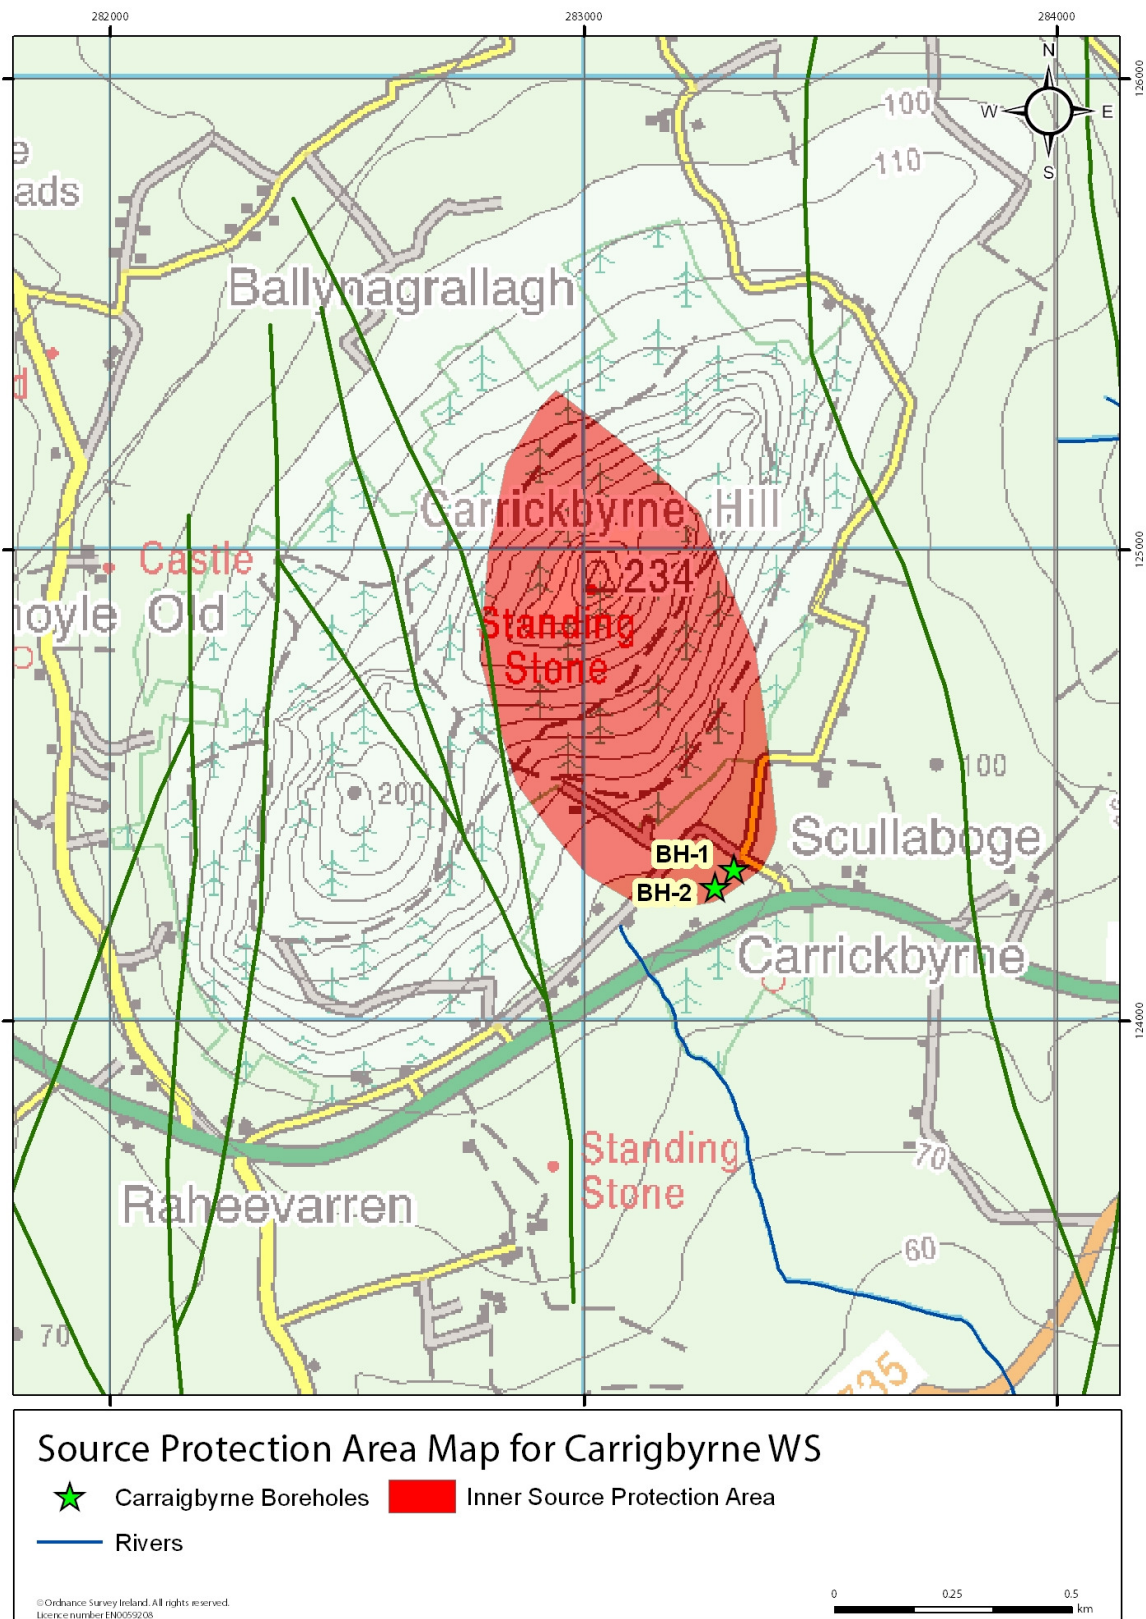 282000
283000
284000
126000
N
W
E
S
100
110
ads
Ballynagrallagh
Carrickbyrne Hill
125000
234
Castle
Old
Standing
Stone
200
100
Scullaboge
BH-1
BH-2
Carrickbyrne
124000
Standing
Stone
70
Raheevarren
60
70
735
Source Protection Area Map for Carrigbyrne WS
Carraigbyrne Boreholes
Inner Source Protection Area
Rivers
© Ordnance Survey Ireland. All rights reserved.
Licence number EN0059208
0
0.25
0.5
km